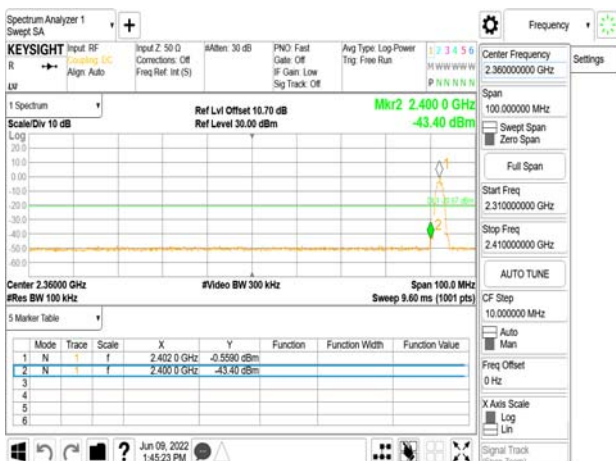 Spectrum Analyzer 1
Swept SA
+
Frequency
KEYSIGHT
R
Input: RF
Coupling: DC
Align: Auto
Input Z: 50 Ω
Corrections: Off
Freq Ref: Int (S)
#Atten: 30 dB
PNO: Fast
Gate: Off
IF Gain: Low
Sig Track: Off
Avg Type: Log-Power
Trig: Free Run
1 2 3 4 5 6
M W W W W W
P N N N N N
Settings
1 Spectrum
Scale/Div 10 dB
Ref Lvl Offset 10.70 dB
Ref Level 30.00 dBm
Mkr2 2.400 0 GHz
-43.40 dBm
Log
20.0
10.0
0.00
-10.0
-20.0
-30.0
-40.0
-50.0
-60.0
1
2
Center 2.36000 GHz
#Res BW 100 kHz
#Video BW 300 kHz
Span 100.0 MHz
Sweep 9.60 ms (1001 pts)
5 Marker Table
Mode Trace Scale X Y Function Function Width Function Value
1 N 1 f 2.402 0 GHz -0.5590 dBm
2 N 1 f 2.400 0 GHz -43.40 dBm
3
4
5
6
?
Jun 09, 2022
1:45:23 PM
Center Frequency
2.360000000 GHz
Span
100.000000 MHz
Swept Span
Zero Span
Full Span
Start Freq
2.310000000 GHz
Stop Freq
2.410000000 GHz
AUTO TUNE
CF Step
10.000000 MHz
Auto
Man
Freq Offset
0 Hz
X Axis Scale
Log
Lin
Signal Track